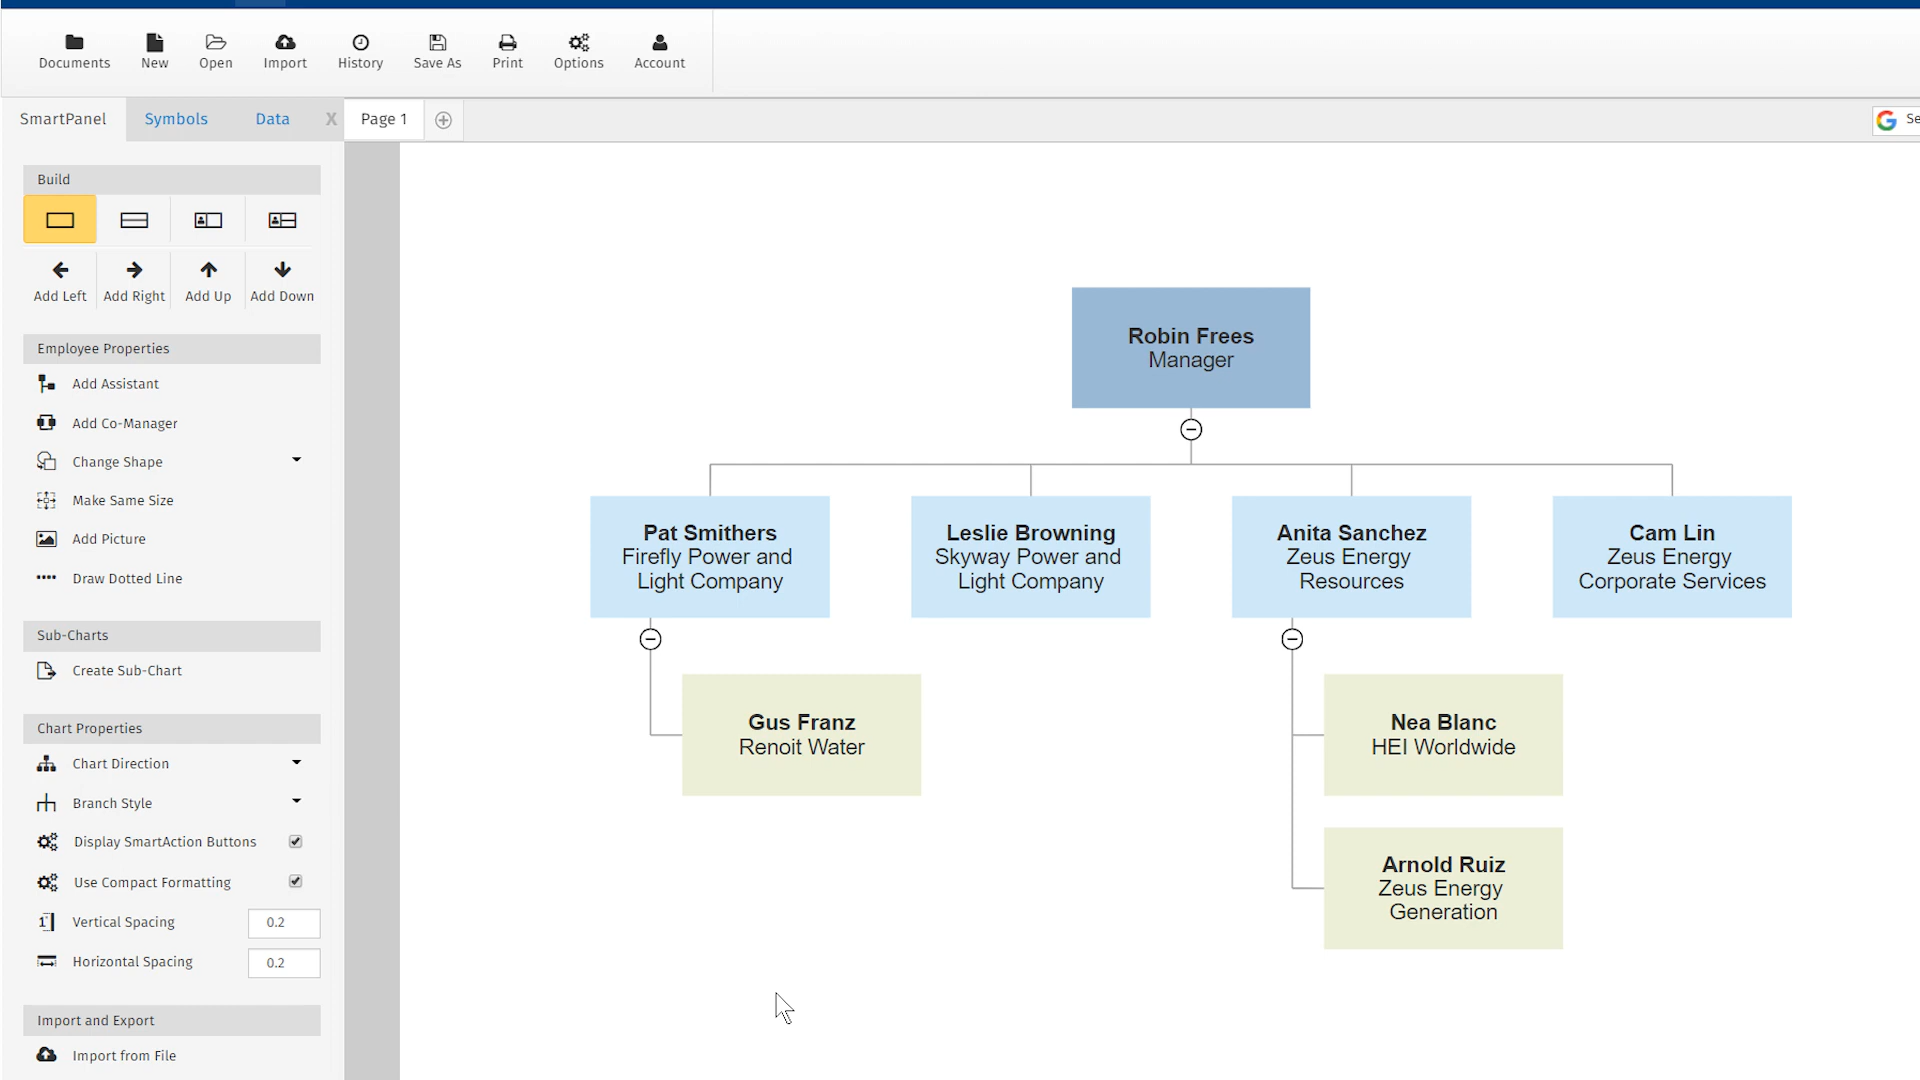 Documents New Open Import History Save As Print Options Account
SmartPanel Symbols Data X Page 1
Se
Build
Add Left Add Right Add Up Add Down
Employee Properties
Add Assistant
Add Co-Manager
Change Shape
Make Same Size
Add Picture
Draw Dotted Line
Sub-Charts
Create Sub-Chart
Chart Properties
Chart Direction
Branch Style
Display SmartAction Buttons
Use Compact Formatting
Vertical Spacing 0.2
Horizontal Spacing 0.2
Import and Export
Import from File
Robin Frees
Manager
Pat Smithers
Firefly Power and
Light Company
Leslie Browning
Skyway Power and
Light Company
Anita Sanchez
Zeus Energy
Resources
Cam Lin
Zeus Energy
Corporate Services
Gus Franz
Renoit Water
Nea Blanc
HEI Worldwide
Arnold Ruiz
Zeus Energy
Generation